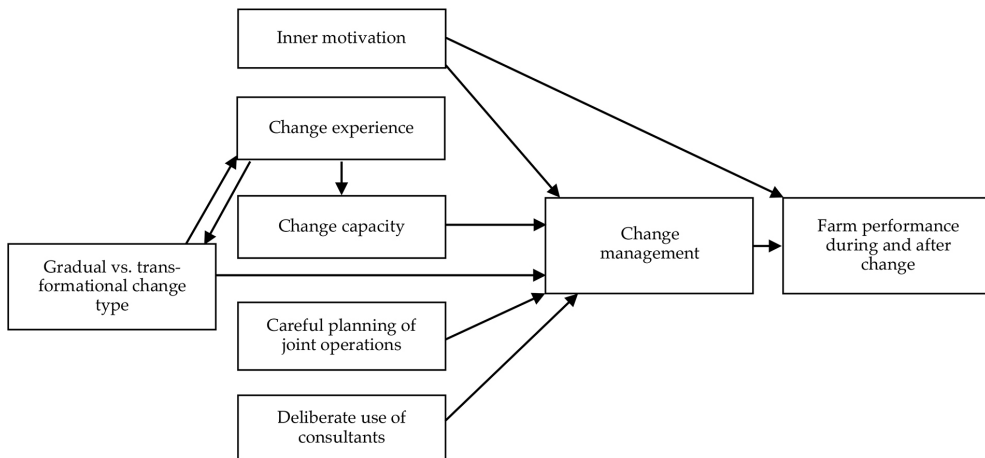 Inner motivation
Change experience
Change capacity
Gradual vs. trans-
formational change
type
Careful planning of
joint operations
Deliberate use of
consultants
Change
management
Farm performance
during and after
change